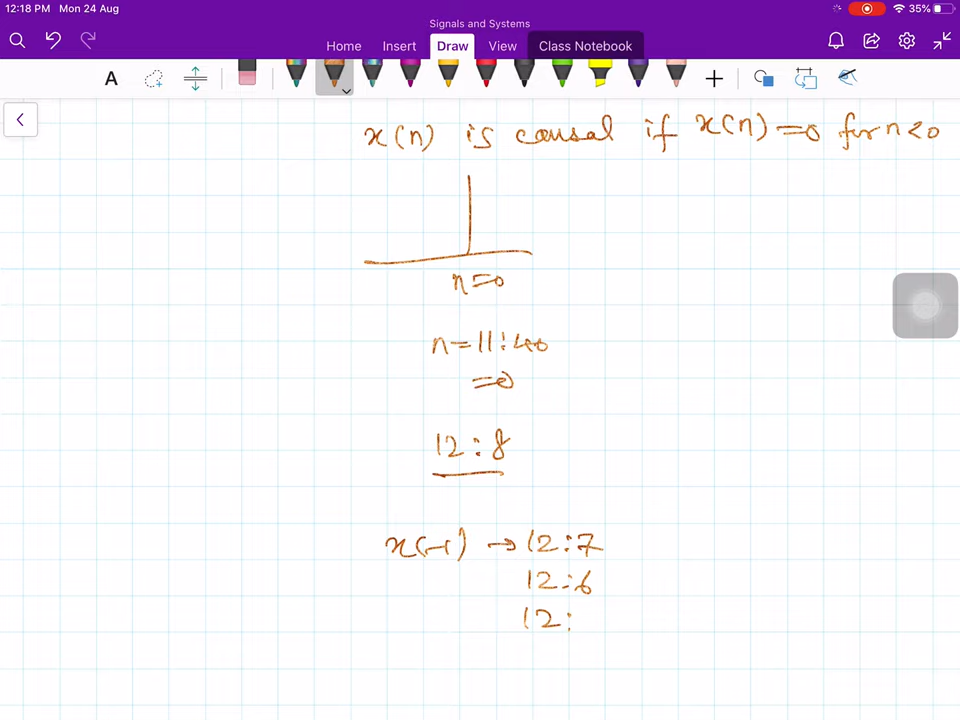 12:18 PM Mon 24 Aug
35%
Signals and Systems
Home Insert Draw View Class Notebook
A
x(n) is causal if x(n)=0 for n<0
n=0
n=11:40
=0
12:8
x(-1) → 12:7
12:6
12: